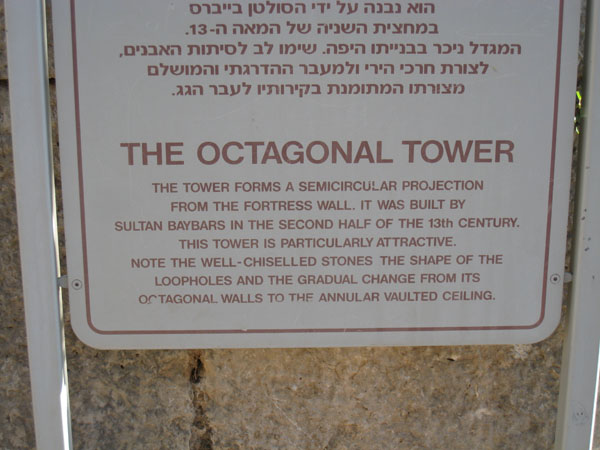 הוא נבנה על ידי הסולטן בייברס
במחצית השניה של המאה ה-13.
המגדל ניכר בבנייתו היפה. שימו לב לסיתות האבנים,
לצורת חרכי הירי ולמעבר ההדרגתי והמושלם
מצורתו המתומנת בקירותיו לעבר הגג.
THE OCTAGONAL TOWER
THE TOWER FORMS A SEMICIRCULAR PROJECTION
FROM THE FORTRESS WALL. IT WAS BUILT BY
SULTAN BAYBARS IN THE SECOND HALF OF THE 13th CENTURY.
THIS TOWER IS PARTICULARLY ATTRACTIVE.
NOTE THE WELL-CHISELLED STONES THE SHAPE OF THE
LOOPHOLES AND THE GRADUAL CHANGE FROM ITS
OCTAGONAL WALLS TO THE ANNULAR VAULTED CEILING.